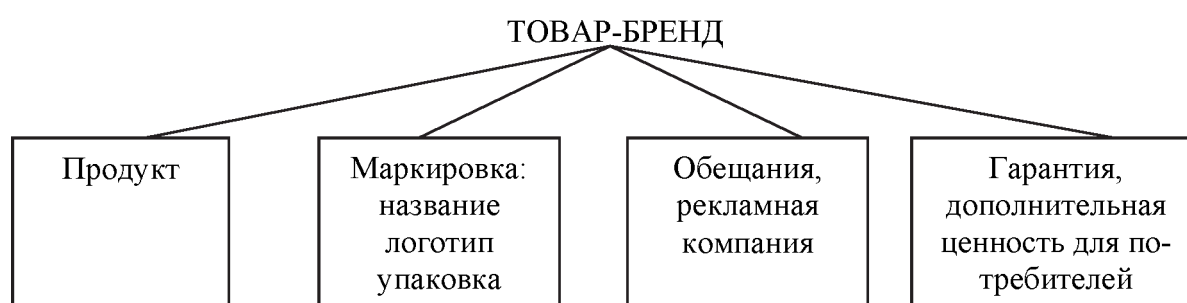 ТОВАР-БРЕНД
Продукт
Маркировка:
название
логотип
упаковка
Обещания,
рекламная
компания
Гарантия,
дополнительная
ценность для по-
требителей